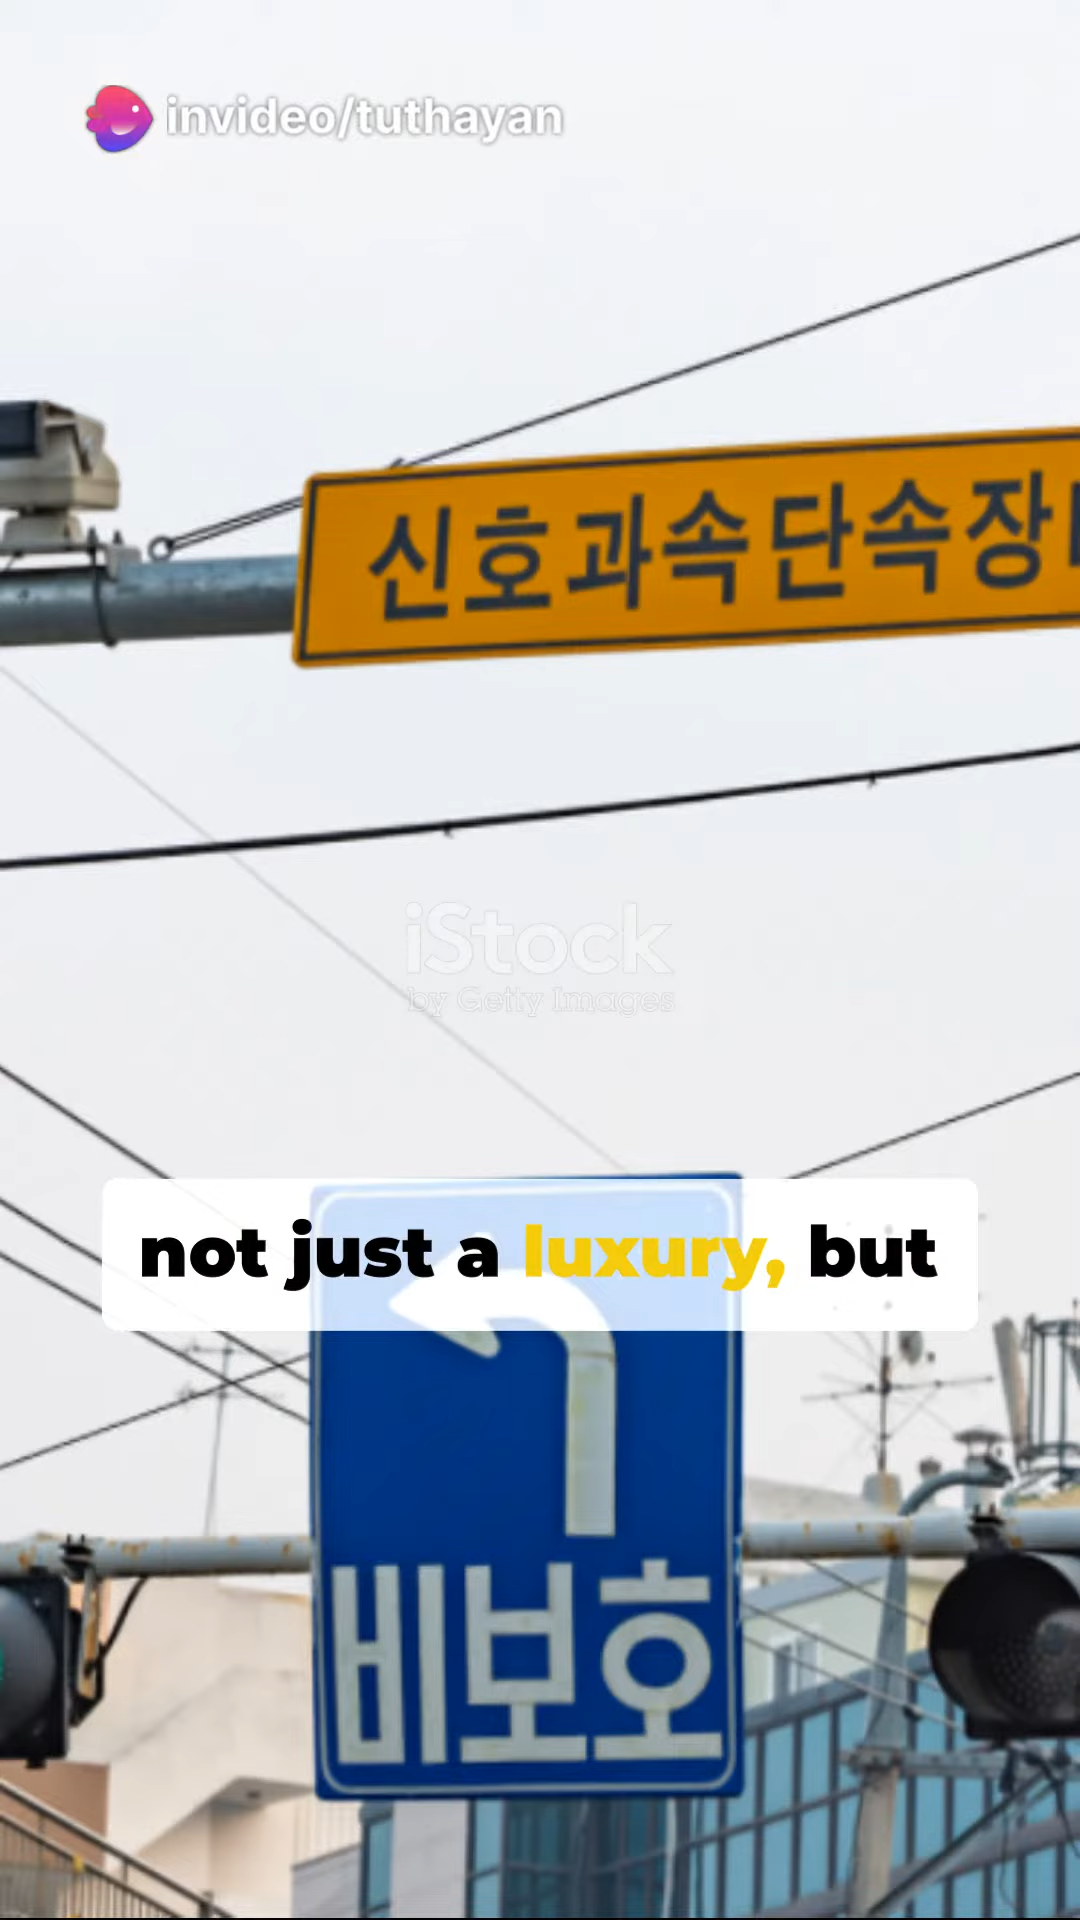 invideo/tuthayan
신호과속단속장
iStock
by Getty Images
not just a luxury, but
비보호